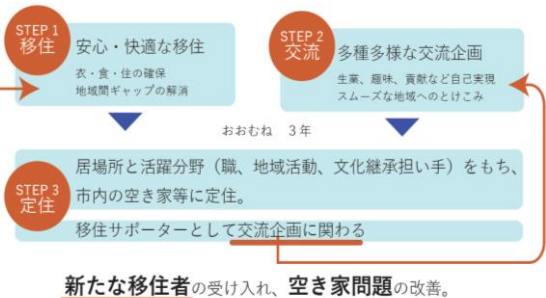 STEP 1
移住
安心・快適な移住
衣・食・住の確保
地域間ギャップの解消
STEP 2
交流
多種多様な交流企画
生業、趣味、貢献など自己実現
スムーズな地域へのとけこみ
おおむね 3年
STEP 3
定住
居場所と活躍分野（職、地域活動、文化継承担い手）をもち、
市内の空き家等に定住。
移住サポーターとして交流企画に関わる
新たな移住者の受け入れ、空き家問題の改善。